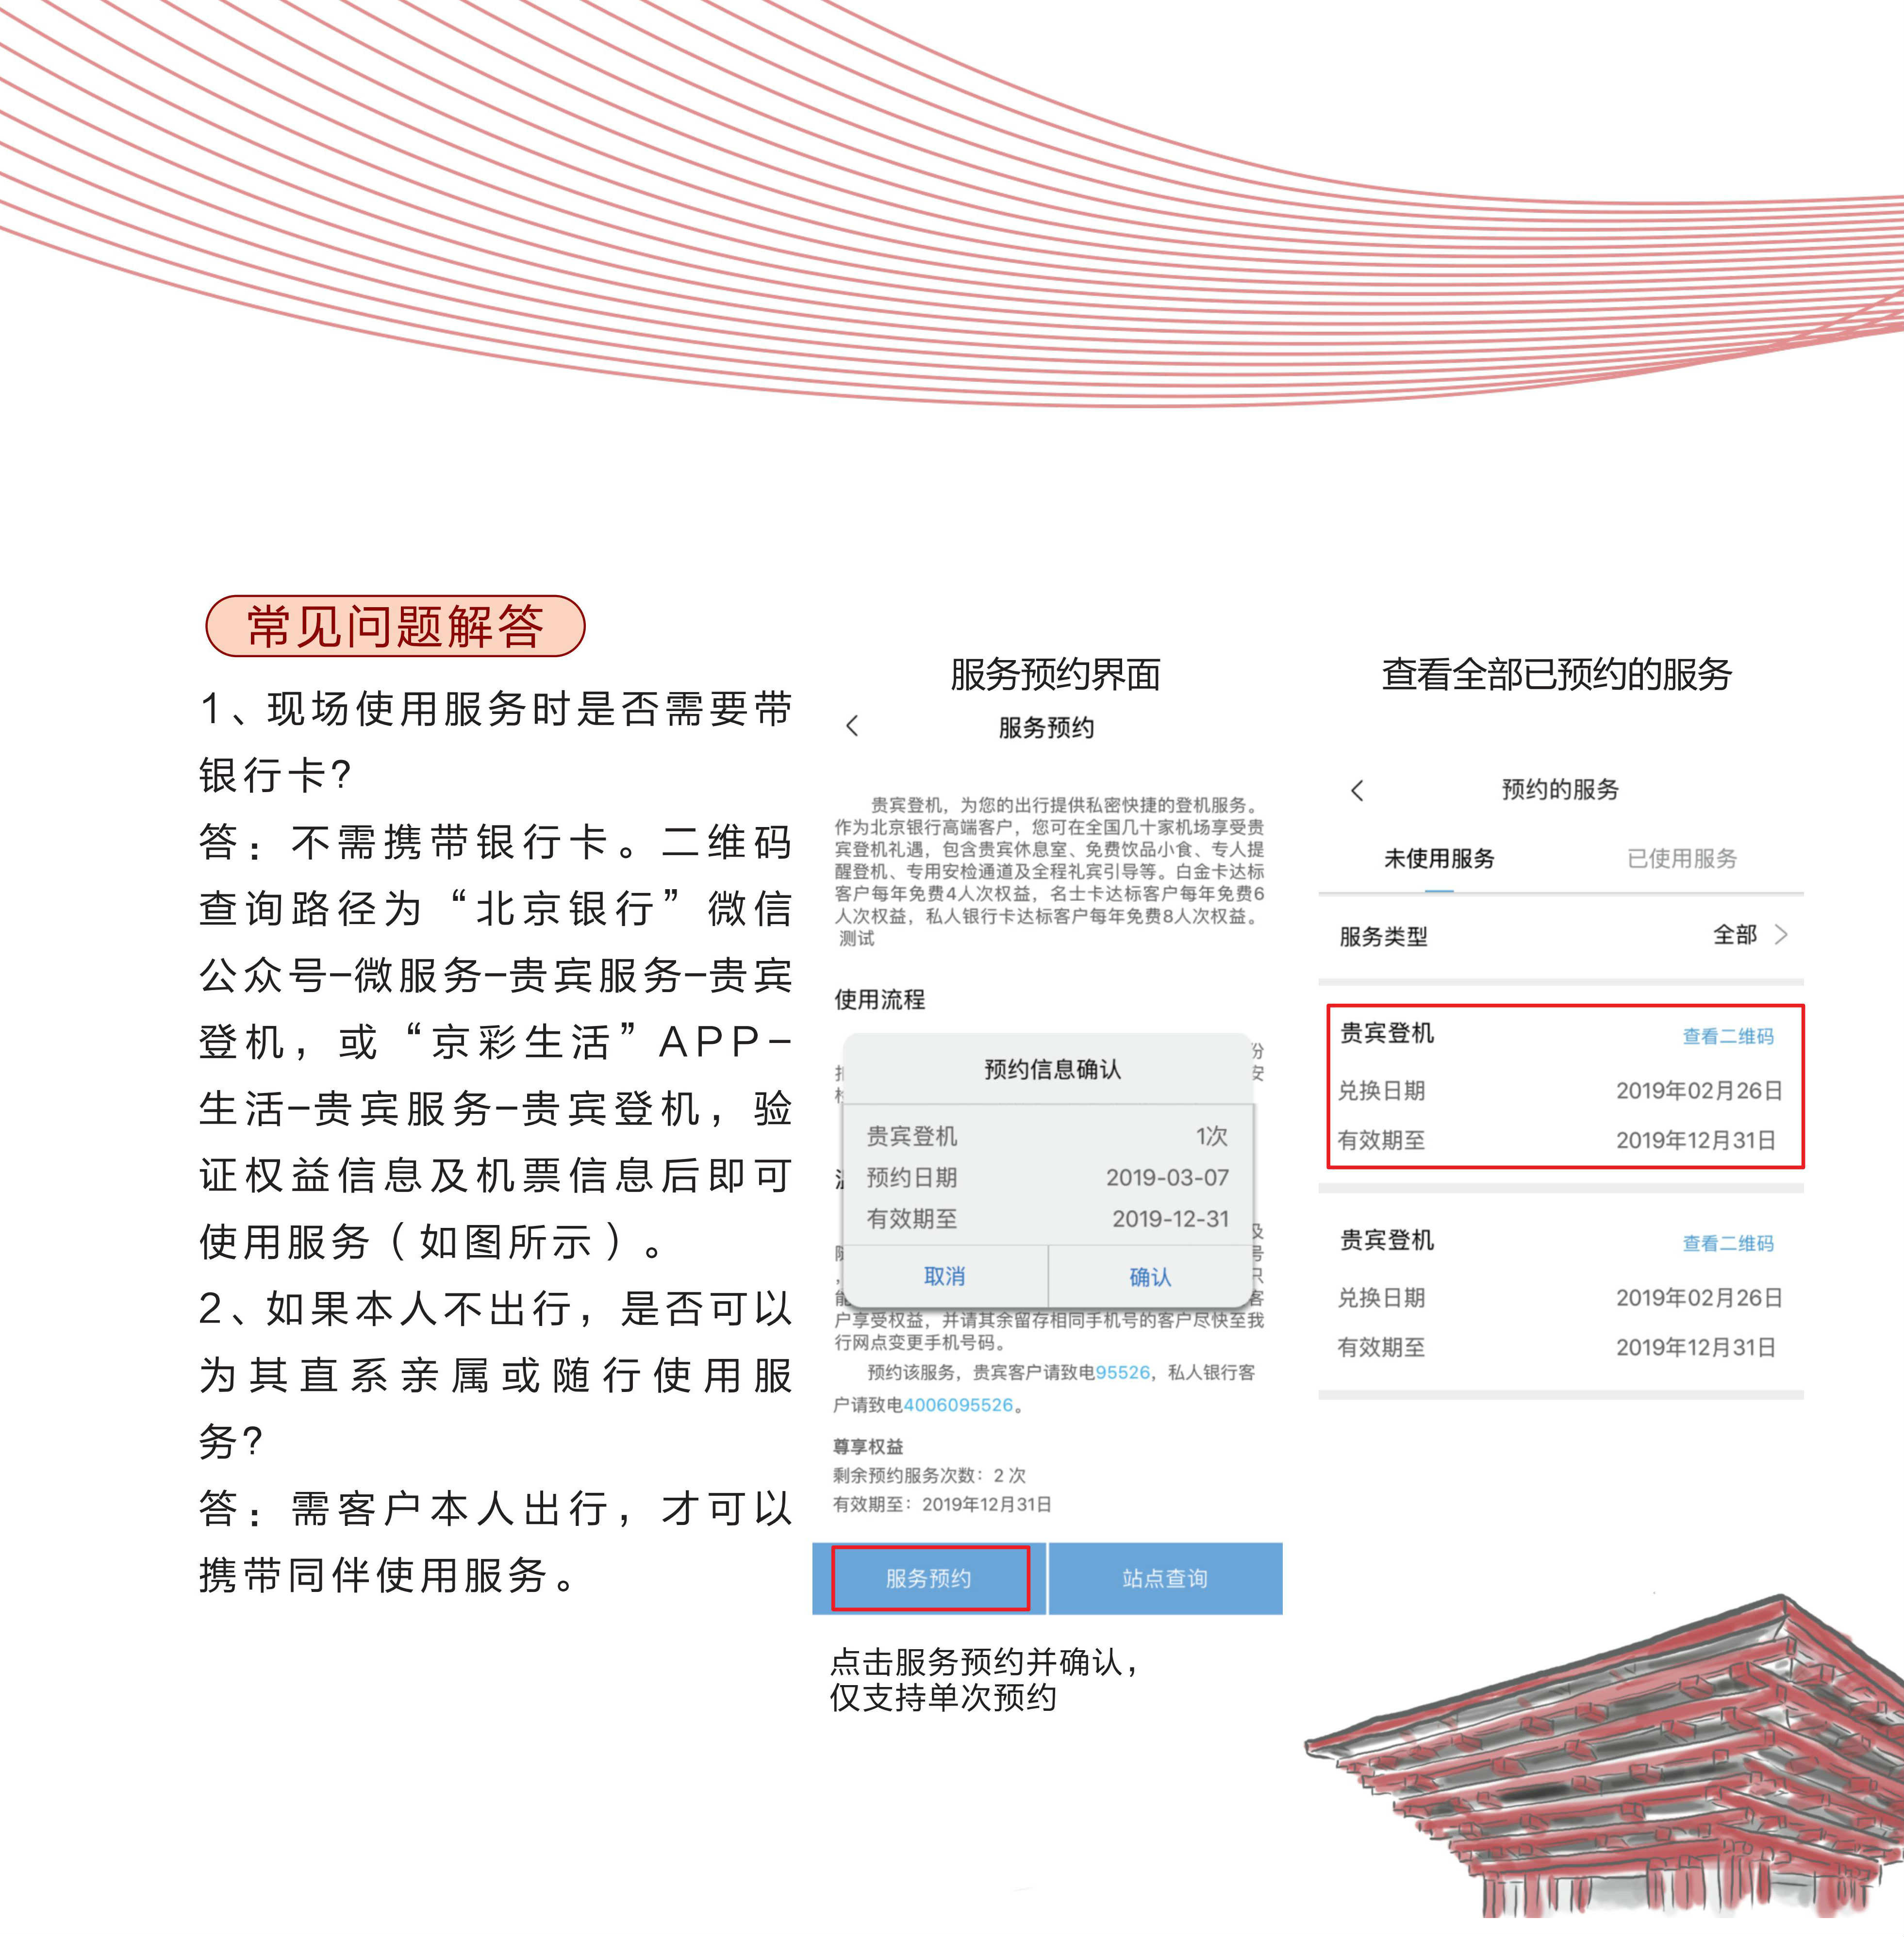 常见问题解答
1、现场使用服务时是否需要带
银行卡?
答：不需携带银行卡。二维码
查询路径为“北京银行”微信
公众号–微服务–贵宾服务–贵宾
登机，或“京彩生活”APP–
生活–贵宾服务–贵宾登机，验
证权益信息及机票信息后即可
使用服务（如图所示）。
2、如果本人不出行，是否可以
为其直系亲属或随行使用服
务?
答：需客户本人出行，才可以
携带同伴使用服务。
服务预约界面
服务预约
贵宾登机，为您的出行提供私密快捷的登机服务。
作为北京银行高端客户，您可在全国几十家机场享受贵
宾登机礼遇，包含贵宾休息室、免费饮品小食、专人提
醒登机、专用安检通道及全程礼宾引导等。白金卡达标
客户每年免费4人次权益，名士卡达标客户每年免费6
人次权益，私人银行卡达标客户每年免费8人次权益。
测试
使用流程
份
安
预约信息确认
贵宾登机 1次
预约日期 2019-03-07
有效期至 2019-12-31
取消 确认
及
号
只
能 客
户享受权益，并请其余留存相同手机号的客户尽快至我
行网点变更手机号码。
预约该服务，贵宾客户请致电95526，私人银行客
户请致电4006095526。
尊享权益
剩余预约服务次数：2 次
有效期至：2019年12月31日
服务预约 站点查询
点击服务预约并确认，
仅支持单次预约
查看全部已预约的服务
预约的服务
未使用服务 已使用服务
服务类型 全部
贵宾登机 查看二维码
兑换日期 2019年02月26日
有效期至 2019年12月31日
贵宾登机 查看二维码
兑换日期 2019年02月26日
有效期至 2019年12月31日